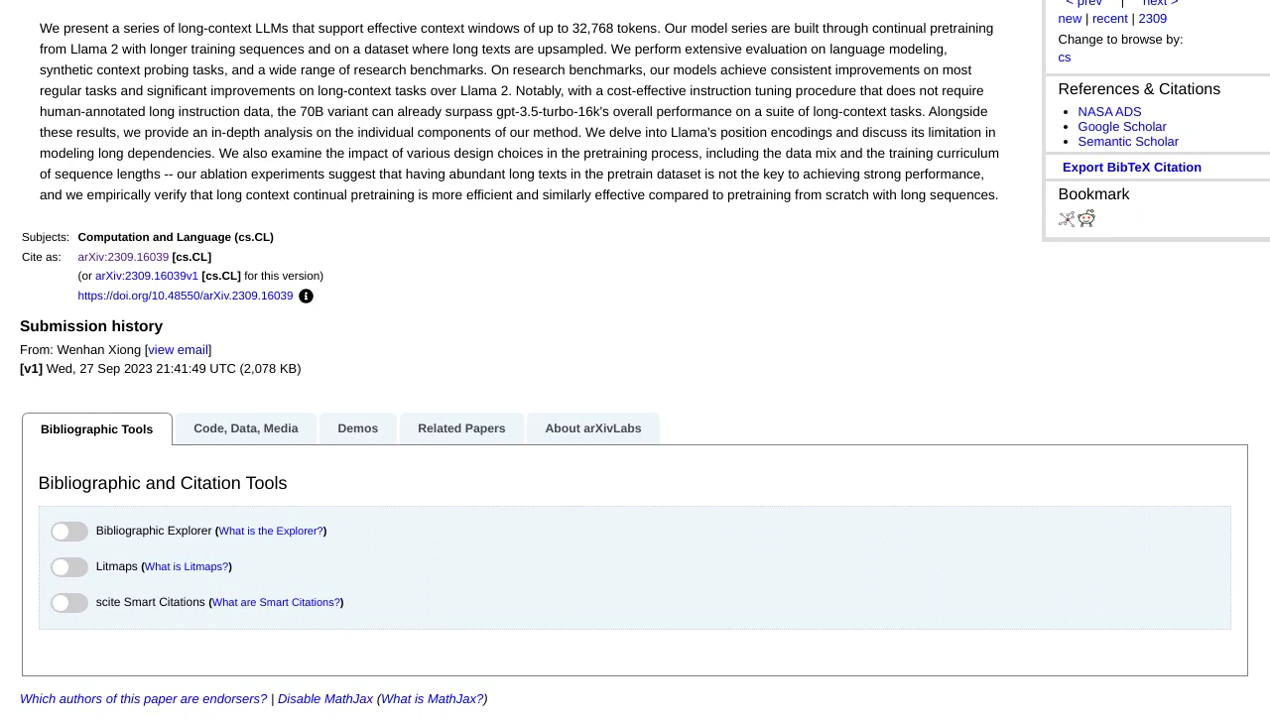 We present a series of long-context LLMs that support effective context windows of up to 32,768 tokens. Our model series are built through continual pretraining
from Llama 2 with longer training sequences and on a dataset where long texts are upsampled. We perform extensive evaluation on language modeling,
synthetic context probing tasks, and a wide range of research benchmarks. On research benchmarks, our models achieve consistent improvements on most
regular tasks and significant improvements on long-context tasks over Llama 2. Notably, with a cost-effective instruction tuning procedure that does not require
human-annotated long instruction data, the 70B variant can already surpass gpt-3.5-turbo-16k's overall performance on a suite of long-context tasks. Alongside
these results, we provide an in-depth analysis on the individual components of our method. We delve into Llama's position encodings and discuss its limitation in
modeling long dependencies. We also examine the impact of various design choices in the pretraining process, including the data mix and the training curriculum
of sequence lengths -- our ablation experiments suggest that having abundant long texts in the pretrain dataset is not the key to achieving strong performance,
and we empirically verify that long context continual pretraining is more efficient and similarly effective compared to pretraining from scratch with long sequences.
Subjects: Computation and Language (cs.CL)
Cite as: arXiv:2309.16039 [cs.CL]
(or arXiv:2309.16039v1 [cs.CL] for this version)
https://doi.org/10.48550/arXiv.2309.16039
Submission history
From: Wenhan Xiong [view email]
[v1] Wed, 27 Sep 2023 21:41:49 UTC (2,078 KB)
< prev | next >
new | recent | 2309
Change to browse by:
cs
References & Citations
NASA ADS
Google Scholar
Semantic Scholar
Export BibTeX Citation
Bookmark
Bibliographic Tools
Code, Data, Media
Demos
Related Papers
About arXivLabs
Bibliographic and Citation Tools
Bibliographic Explorer (What is the Explorer?)
Litmaps (What is Litmaps?)
scite Smart Citations (What are Smart Citations?)
Which authors of this paper are endorsers? | Disable MathJax (What is MathJax?)